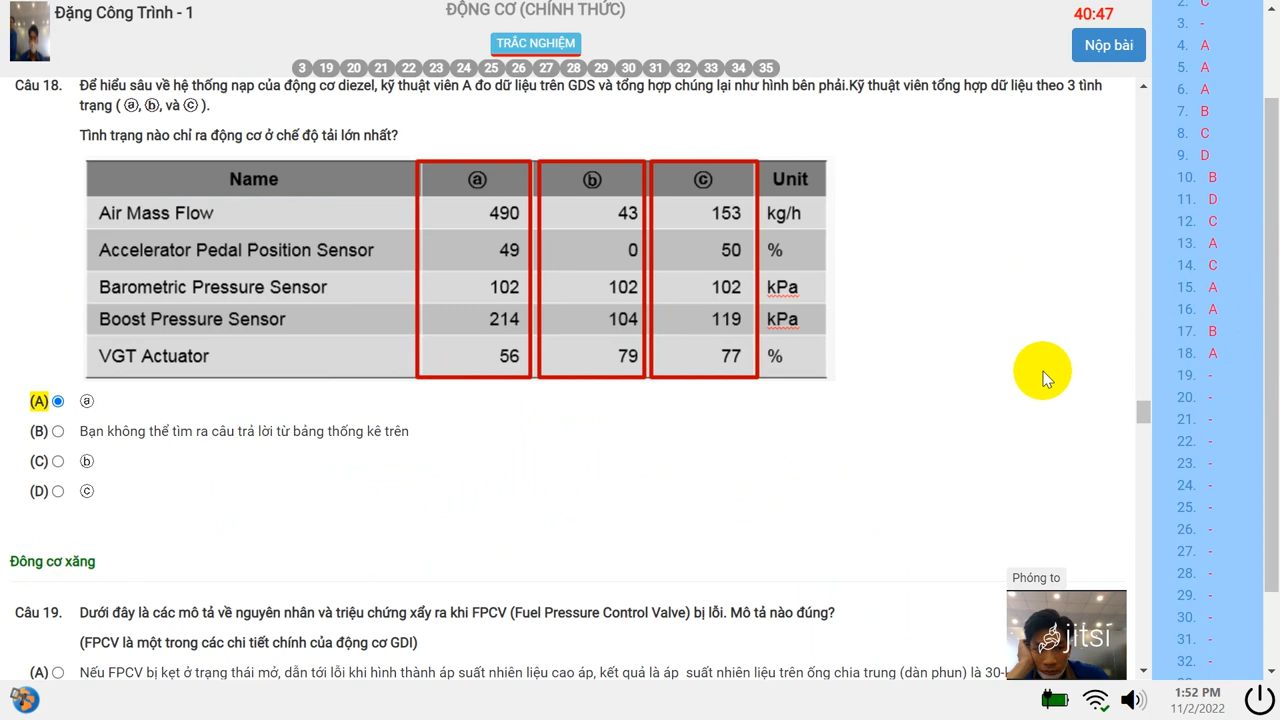 Đặng Công Trình - 1
ĐỘNG CƠ (CHÍNH THỨC)
40:47
TRẮC NGHIỆM
Nộp bài
3 19 20 21 22 23 24 25 26 27 28 29 30 31 32 33 34 35
Câu 18. Để hiểu sâu về hệ thống nạp của động cơ diezel, kỹ thuật viên A đo dữ liệu trên GDS và tổng hợp chúng lại như hình bên phải.Kỹ thuật viên tổng hợp dữ liệu theo 3 tình
trạng ( ⓐ, ⓑ, và ⓒ ).
Tình trạng nào chỉ ra động cơ ở chế độ tải lớn nhất?
Name ⓐ ⓑ ⓒ Unit
Air Mass Flow 490 43 153 kg/h
Accelerator Pedal Position Sensor 49 0 50 %
Barometric Pressure Sensor 102 102 102 kPa
Boost Pressure Sensor 214 104 119 kPa
VGT Actuator 56 79 77 %
(A) ⓐ
(B) Bạn không thể tìm ra câu trả lời từ bảng thống kê trên
(C) ⓑ
(D) ⓒ
Đông cơ xăng
Câu 19. Dưới đây là các mô tả về nguyên nhân và triệu chứng xẩy ra khi FPCV (Fuel Pressure Control Valve) bị lỗi. Mô tả nào đúng?
(FPCV là một trong các chi tiết chính của động cơ GDI)
(A) Nếu FPCV bị kẹt ở trạng thái mở, dẫn tới lỗi khi hình thành áp suất nhiên liệu cao áp, kết quả là áp suất nhiên liệu trên ống chia trung (dàn phun) là 30-
Phóng to
jitsi
2. C
3. -
4. A
5. A
6. A
7. B
8. C
9. D
10. B
11. D
12. C
13. A
14. C
15. A
16. A
17. B
18. A
19. -
20. -
21. -
22. -
23. -
24. -
25. -
26. -
27. -
28. -
29. -
30. -
31. -
32. -
1:52 PM
11/2/2022